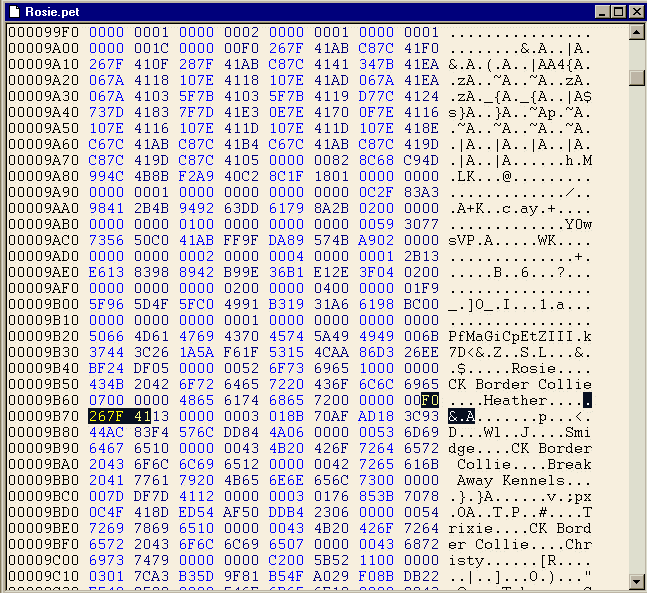 Rosie.pet
000099F0 0000 0001 0000 0002 0000 0001 0000 0001 ................
00009A00 0000 001C 0000 00F0 267F 41AB C87C 41F0 ........&.A..|A.
00009A10 267F 410F 287F 41AB C87C 4141 347B 41EA &.A.(.A..|AA4{A.
00009A20 067A 4118 107E 4118 107E 41AD 067A 41EA .zA..~A..~A..zA.
00009A30 067A 4103 5F7B 4103 5F7B 4119 D77C 4124 .zA._{A._{A..|A$
00009A40 737D 4183 7F7D 41E3 0E7E 4170 0F7E 4116 s}A..}A..~Ap.~A.
00009A50 107E 4116 107E 411D 107E 411D 107E 418E .~A..~A..~A..~A.
00009A60 C67C 41AB C87C 41B4 C67C 41AB C87C 419D .|A..|A..|A..|A.
00009A70 C87C 419D C87C 4105 0000 0082 8C68 C94D .|A..|A......h.M
00009A80 994C 4B8B F2A9 40C2 8C1F 1801 0000 0000 .LK...@.........
00009A90 0000 0001 0000 0000 0000 0000 0C2F 83A3 ............./..
00009AA0 9841 2B4B 9492 63DD 6179 8A2B 0200 0000 .A+K..c.ay.+....
00009AB0 0000 0000 0100 0000 0000 0000 0059 3077 .............Y0w
00009AC0 7356 50C0 41AB FF9F DA89 574B A902 0000 sVP.A.....WK....
00009AD0 0000 0000 0002 0000 0004 0000 0001 2B13 ..............+.
00009AE0 E613 8398 8942 B99E 36B1 E12E 3F04 0200 .....B..6...?...
00009AF0 0000 0000 0000 0200 0000 0400 0000 01F9 ................
00009B00 5F96 5D4F 5FC0 4991 B319 31A6 6198 BC00 _.]O_.I...1.a...
00009B10 0000 0000 0000 0001 0000 0000 0000 0000 ................
00009B20 5066 4D61 4769 4370 4574 5A49 4949 006B PfMaGiCpEtZIII.k
00009B30 3744 3C26 1A5A F61F 5315 4CAA 86D3 26EE 7D<&.Z..S.L...&.
00009B40 BF24 DF05 0000 0052 6F73 6965 1000 0000 .$.....Rosie....
00009B50 434B 2042 6F72 6465 7220 436F 6C6C 6965 CK Border Collie
00009B60 0700 0000 4865 6174 6865 7200 0000 00F0 ....Heather.....
00009B70 267F 4113 0000 0003 018B 70AF AD18 3C93 &.A.......p...<.
00009B80 44AC 83F4 576C DD84 4A06 0000 0053 6D69 D...Wl..J....Smi
00009B90 6467 6510 0000 0043 4B20 426F 7264 6572 dge....CK Border
00009BA0 2043 6F6C 6C69 6512 0000 0042 7265 616B Collie....Break
00009BB0 2041 7761 7920 4B65 6E6E 656C 7300 0000 Away Kennels...
00009BC0 007D DF7D 4112 0000 0003 0176 853B 7078 .}.}A......v.;px
00009BD0 0C4F 418D ED54 AF50 DDB4 2306 0000 0054 .OA..T.P..#....T
00009BE0 7269 7869 6510 0000 0043 4B20 426F 7264 rixie....CK Bord
00009BF0 6572 2043 6F6C 6C69 6507 0000 0043 6872 er Collie....Chr
00009C00 6973 7479 0000 0000 C200 5B52 1100 0000 isty......[R....
00009C10 0301 7CA3 B35D 9F81 B54F A029 F08B DB22 ..|..]...O.)..."